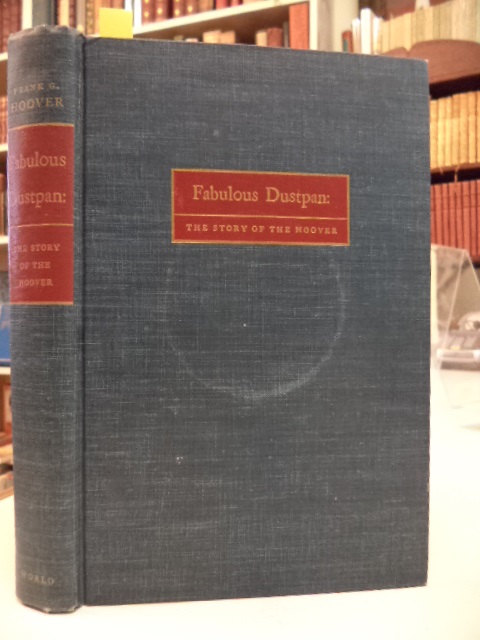 FRANK G.
HOOVER
Fabulous
Dustpan:
THE STORY
OF THE
HOOVER
WORLD
Fabulous Dustpan:
THE STORY OF THE HOOVER